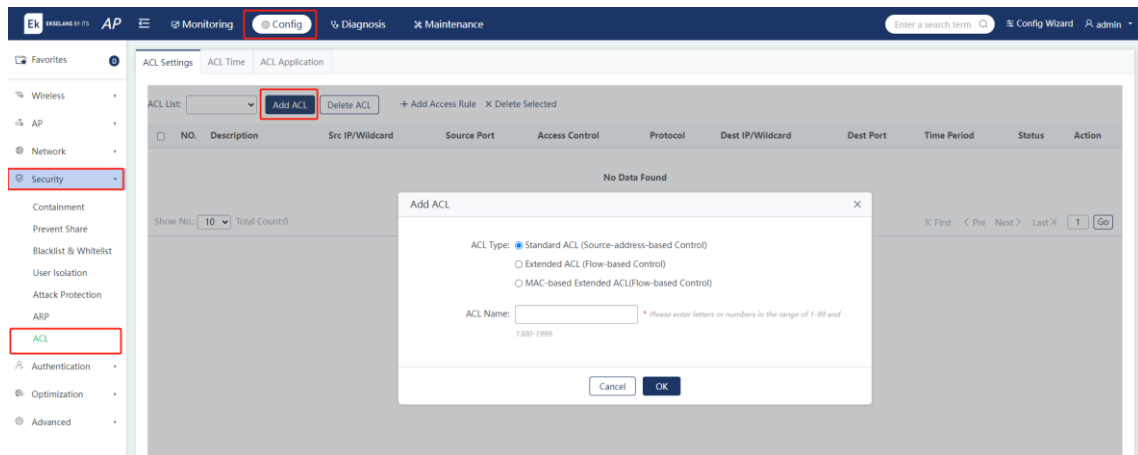 Ek EKSELANS BY ITS AP Monitoring Config Diagnosis Maintenance Enter a search term Config Wizard admin
Favorites 0
Wireless
AP
Network
Security
Containment
Prevent Share
Blacklist & Whitelist
User Isolation
Attack Protection
ARP
ACL
Authentication
Optimization
Advanced
ACL Settings ACL Time ACL Application
ACL List: Add ACL Delete ACL + Add Access Rule × Delete Selected
NO. Description Src IP/Wildcard Source Port Access Control Protocol Dest IP/Wildcard Dest Port Time Period Status Action
No Data Found
Show No.: 10 Total Count:0 First < Pre Next > Last 1 Go
Add ACL ×
ACL Type: Standard ACL (Source-address-based Control)
Extended ACL (Flow-based Control)
MAC-based Extended ACL(Flow-based Control)
ACL Name: * Please enter letters or numbers in the range of 1-99 and
1300-1999.
Cancel OK